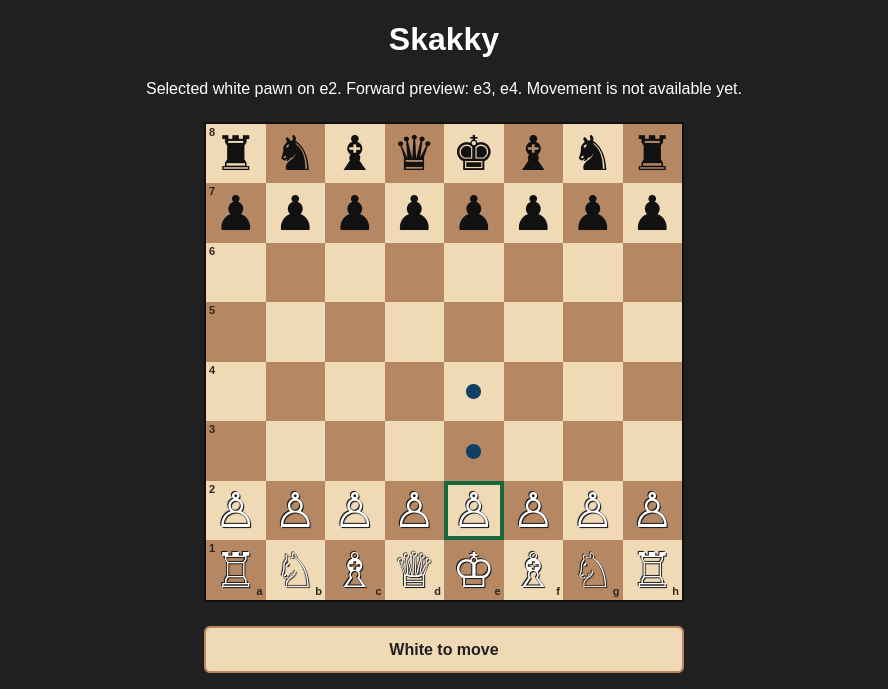 Skakky
Selected white pawn on e2. Forward preview: e3, e4. Movement is not available yet.
8
7
6
5
4
3
2
1
a b c d e f g h
White to move